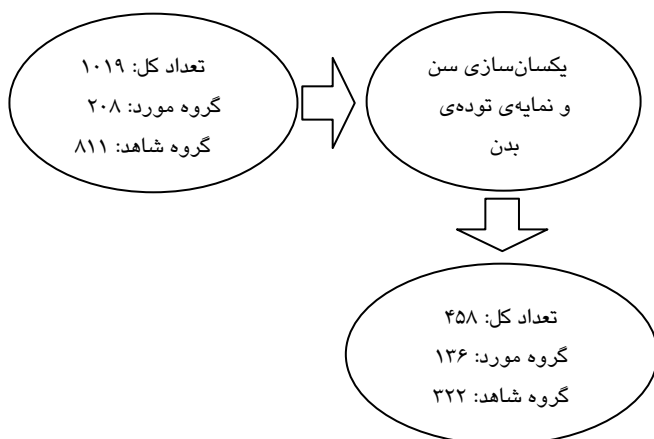 تعداد کل: ۱۰۱۹
گروه مورد: ۲۰۸
گروه شاهد: ۸۱۱
یکسان‌سازی سن
و نمایه‌ی توده‌ی
بدن
تعداد کل: ۴۵۸
گروه مورد: ۱۳۶
گروه شاهد: ۳۲۲